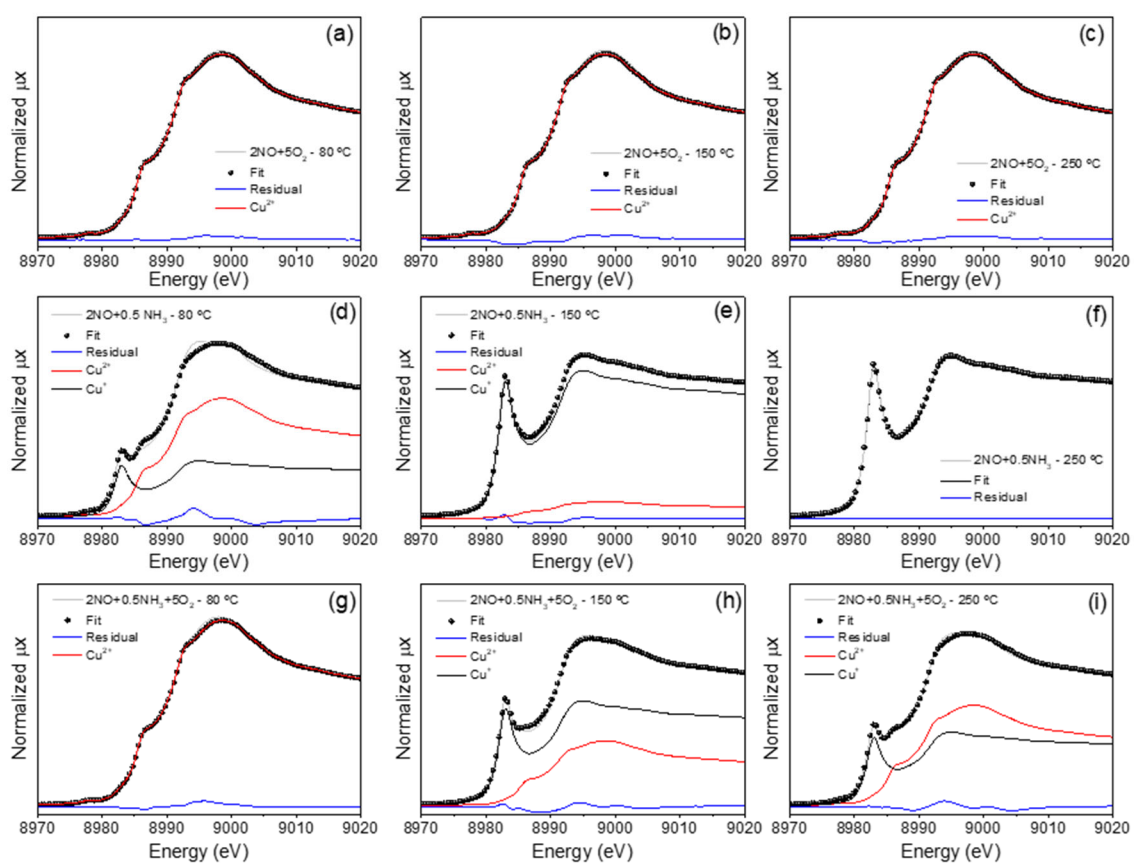 (a)
Normalized µx
2NO+5O₂ - 80 ºC
Fit
Residual
Cu²⁺
8970 8980 8990 9000 9010 9020
Energy (eV)
(b)
Normalized µx
2NO+5O₂ - 150 ºC
Fit
Residual
Cu²⁺
8970 8980 8990 9000 9010 9020
Energy (eV)
(c)
Normalized µx
2NO+5O₂ - 250 ºC
Fit
Residual
Cu²⁺
8970 8980 8990 9000 9010 9020
Energy (eV)
(d)
Normalized µx
2NO+0.5 NH₃ - 80 ºC
Fit
Residual
Cu²⁺
Cu⁺
8970 8980 8990 9000 9010 9020
Energy (eV)
(e)
Normalized µx
2NO+0.5NH₃ - 150 ºC
Fit
Residual
Cu²⁺
Cu⁺
8970 8980 8990 9000 9010 9020
Energy (eV)
(f)
Normalized µx
2NO+0.5NH₃ - 250 ºC
Fit
Residual
8970 8980 8990 9000 9010 9020
Energy (eV)
(g)
Normalized µx
2NO+0.5NH₃+5O₂ - 80 ºC
Fit
Residual
Cu²⁺
8970 8980 8990 9000 9010 9020
Energy (eV)
(h)
Normalized µx
2NO+0.5NH₃+5O₂ - 150 ºC
Fit
Residual
Cu²⁺
Cu⁺
8970 8980 8990 9000 9010 9020
Energy (eV)
(i)
Normalized µx
2NO+0.5NH₃+5O₂ - 250 ºC
Fit
Residual
Cu²⁺
Cu⁺
8970 8980 8990 9000 9010 9020
Energy (eV)